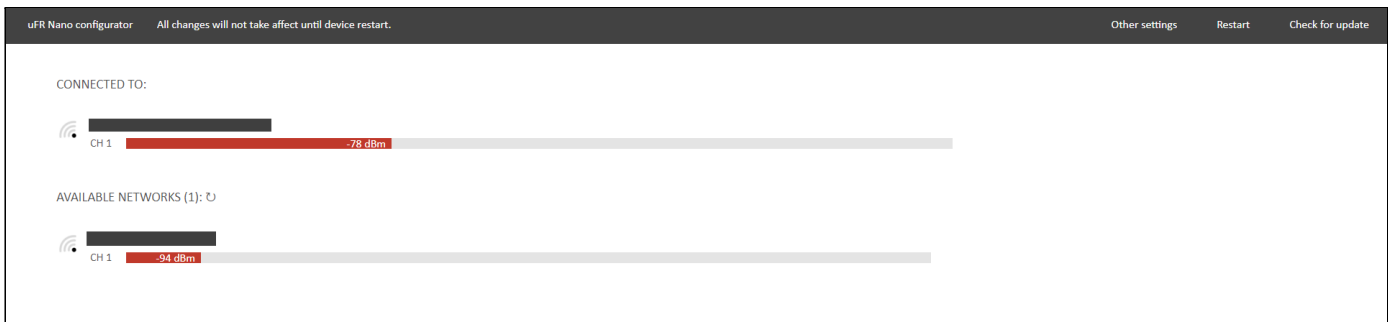 uFR Nano configurator All changes will not take affect until device restart. Other settings Restart Check for update
CONNECTED TO:
CH 1 -78 dBm
AVAILABLE NETWORKS (1): ↻
CH 1 -94 dBm